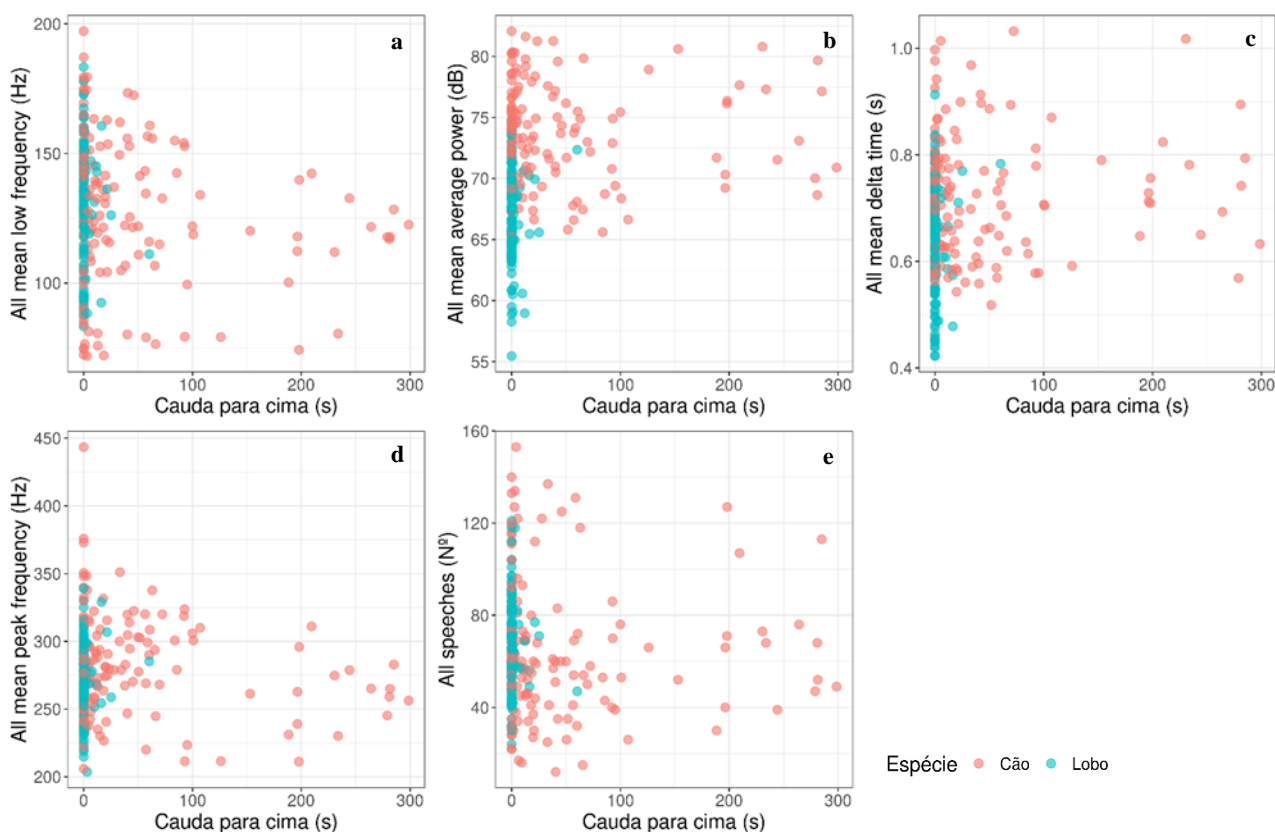 a
All mean low frequency (Hz)
200
150
100
0
100
200
300
Cauda para cima (s)
b
All mean average power (dB)
80
75
70
65
60
55
0
100
200
300
Cauda para cima (s)
c
All mean delta time (s)
1.0
0.8
0.6
0.4
0
100
200
300
Cauda para cima (s)
d
All mean peak frequency (Hz)
450
400
350
300
250
200
0
100
200
300
Cauda para cima (s)
e
All speeches (Nº)
160
120
80
40
0
100
200
300
Cauda para cima (s)
Espécie Cão Lobo